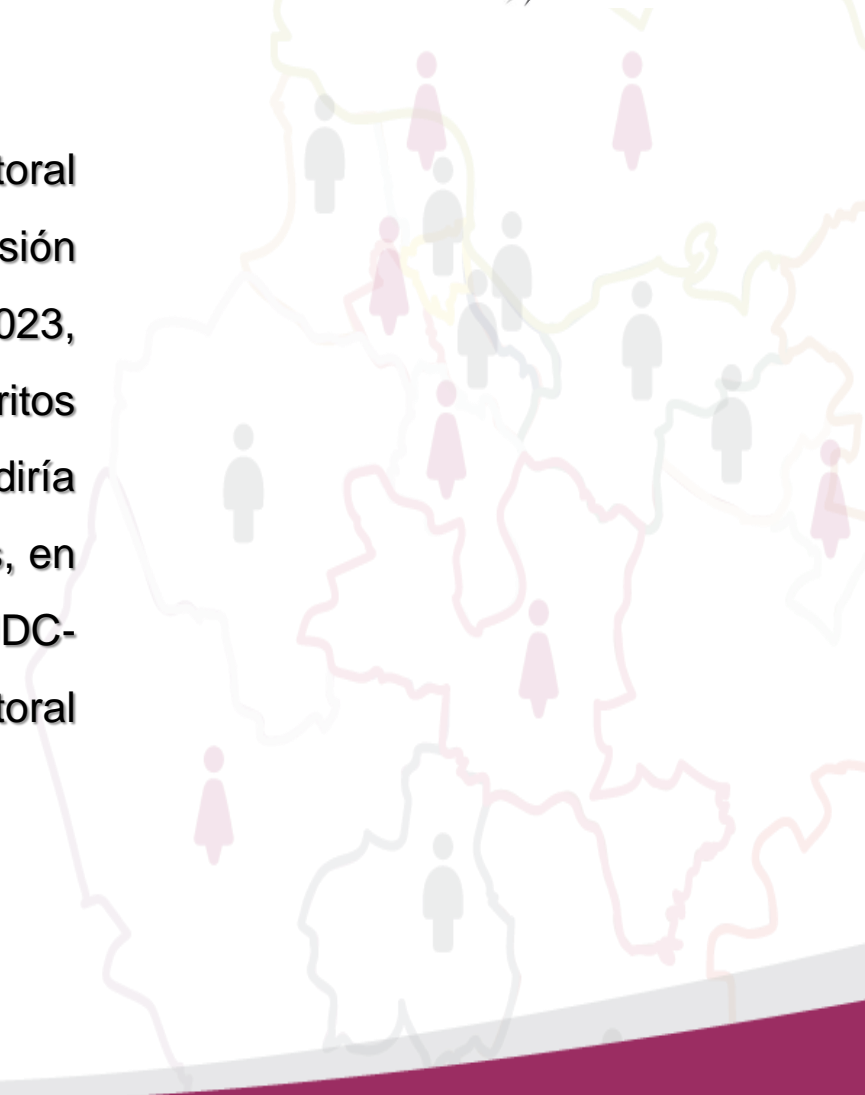 toral
sión
023,
ritos
diría
s, en
DC-
toral